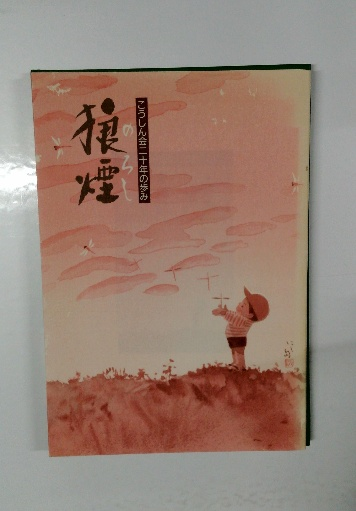 狼煙
のろし
こうしん会二十年の歩み